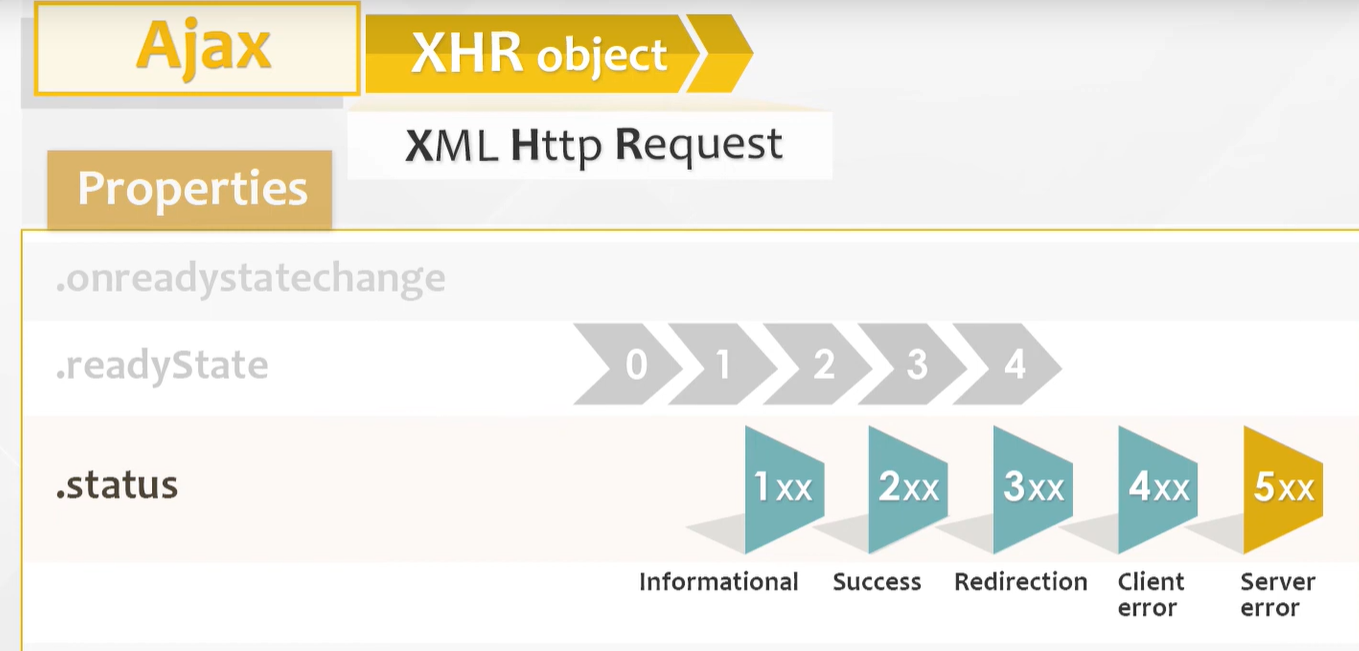 Ajax
XHR object
XML Http Request
Properties
.onreadystatechange
.readyState
0 1 2 3 4
.status
1xx 2xx 3xx 4xx 5xx
Informational Success Redirection Client error Server error